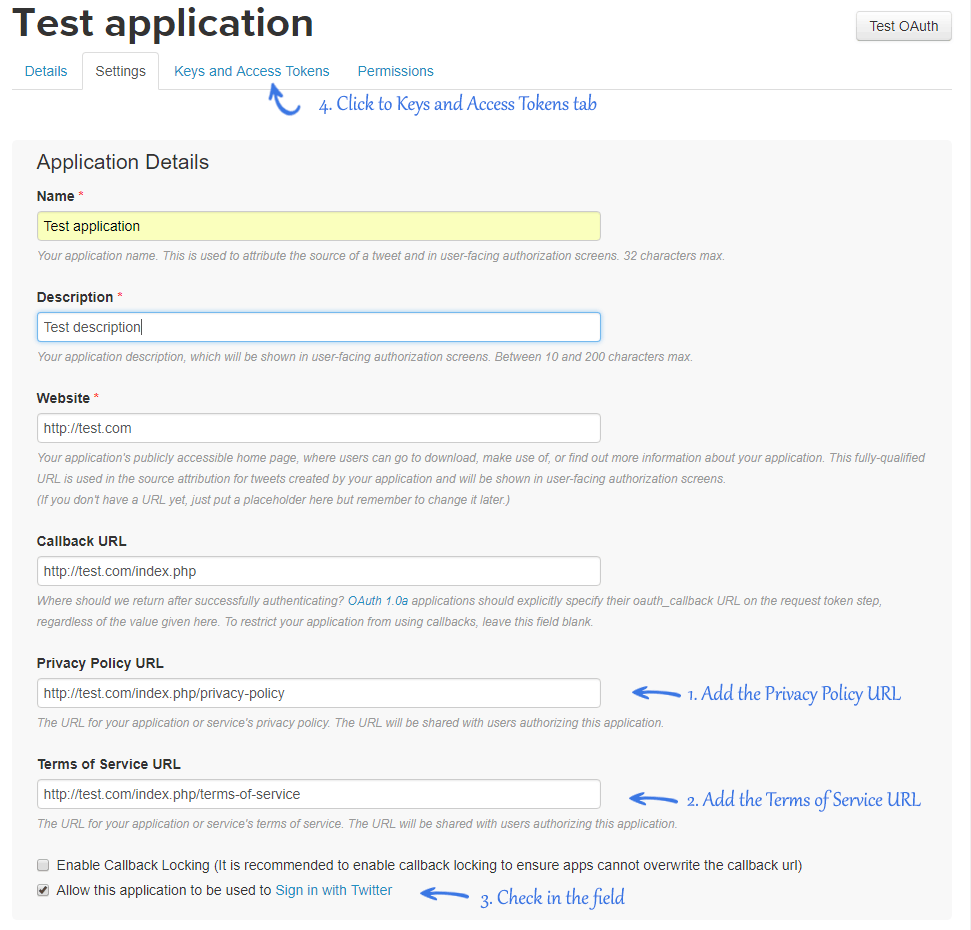 Test application
Test OAuth
Details Settings Keys and Access Tokens Permissions
4. Click to Keys and Access Tokens tab
Application Details
Name *
Test application
Your application name. This is used to attribute the source of a tweet and in user-facing authorization screens. 32 characters max.
Description *
Test description
Your application description, which will be shown in user-facing authorization screens. Between 10 and 200 characters max.
Website *
http://test.com
Your application's publicly accessible home page, where users can go to download, make use of, or find out more information about your application. This fully-qualified
URL is used in the source attribution for tweets created by your application and will be shown in user-facing authorization screens.
(If you don't have a URL yet, just put a placeholder here but remember to change it later.)
Callback URL
http://test.com/index.php
Where should we return after successfully authenticating? OAuth 1.0a applications should explicitly specify their oauth_callback URL on the request token step,
regardless of the value given here. To restrict your application from using callbacks, leave this field blank.
Privacy Policy URL
http://test.com/index.php/privacy-policy
1. Add the Privacy Policy URL
The URL for your application or service's privacy policy. The URL will be shared with users authorizing this application.
Terms of Service URL
http://test.com/index.php/terms-of-service
2. Add the Terms of Service URL
The URL for your application or service's terms of service. The URL will be shared with users authorizing this application.
Enable Callback Locking (It is recommended to enable callback locking to ensure apps cannot overwrite the callback url)
Allow this application to be used to Sign in with Twitter
3. Check in the field